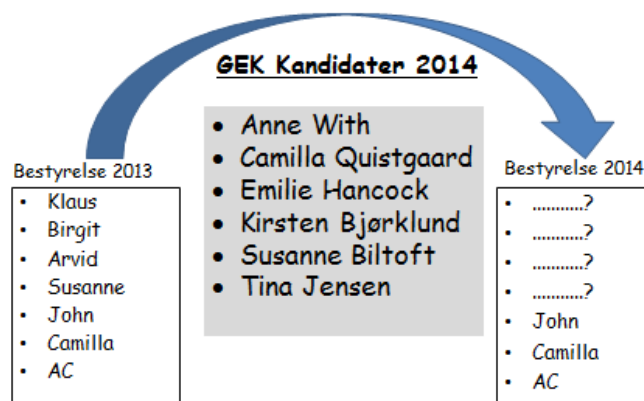 GEK Kandidater 2014
• Anne With
• Camilla Quistgaard
• Emilie Hancock
• Kirsten Bjørklund
• Susanne Biltoft
• Tina Jensen
Bestyrelse 2013
• Klaus
• Birgit
• Arvid
• Susanne
• John
• Camilla
• AC
Bestyrelse 2014
• ...........?
• ...........?
• ...........?
• ...........?
• John
• Camilla
• AC